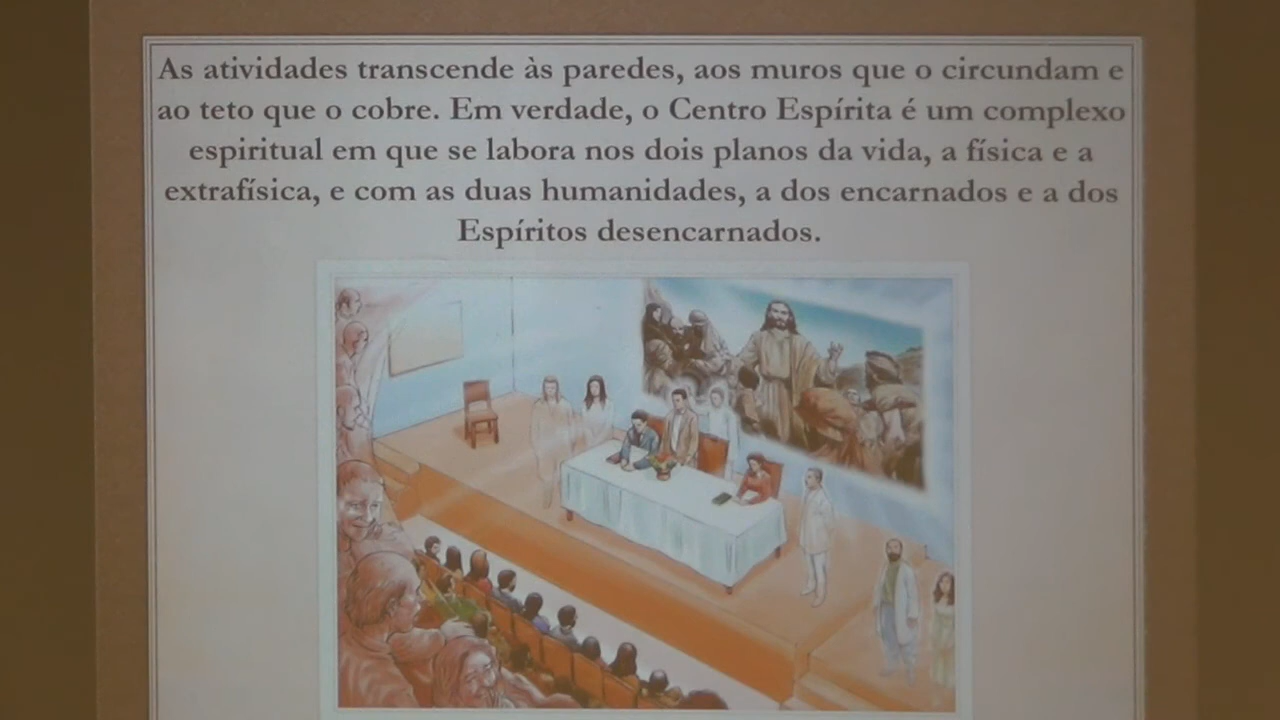 As atividades transcende às paredes, aos muros que o circundam e
ao teto que o cobre. Em verdade, o Centro Espírita é um complexo
espiritual em que se labora nos dois planos da vida, a física e a
extrafísica, e com as duas humanidades, a dos encarnados e a dos
Espíritos desencarnados.